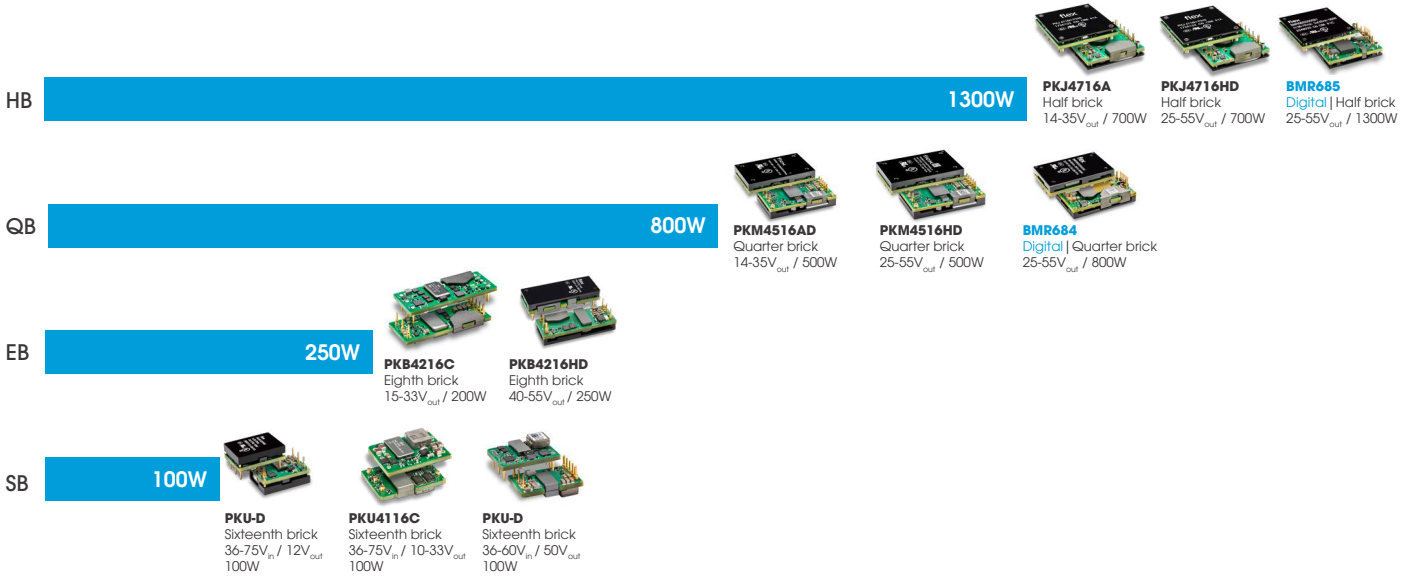 HB
1300W
flex
flex
flex
PKJ4716A
Half brick
14-35Vout / 700W
PKJ4716HD
Half brick
25-55Vout / 700W
BMR685
Digital | Half brick
25-55Vout / 1300W
QB
800W
PKM4516AD
Quarter brick
14-35Vout / 500W
PKM4516HD
Quarter brick
25-55Vout / 500W
BMR684
Digital | Quarter brick
25-55Vout / 800W
EB
250W
PKB4216C
Eighth brick
15-33Vout / 200W
PKB4216HD
Eighth brick
40-55Vout / 250W
SB
100W
PKU-D
Sixteenth brick
36-75Vin / 12Vout
100W
PKU4116C
Sixteenth brick
36-75Vin / 10-33Vout
100W
PKU-D
Sixteenth brick
36-60Vin / 50Vout
100W